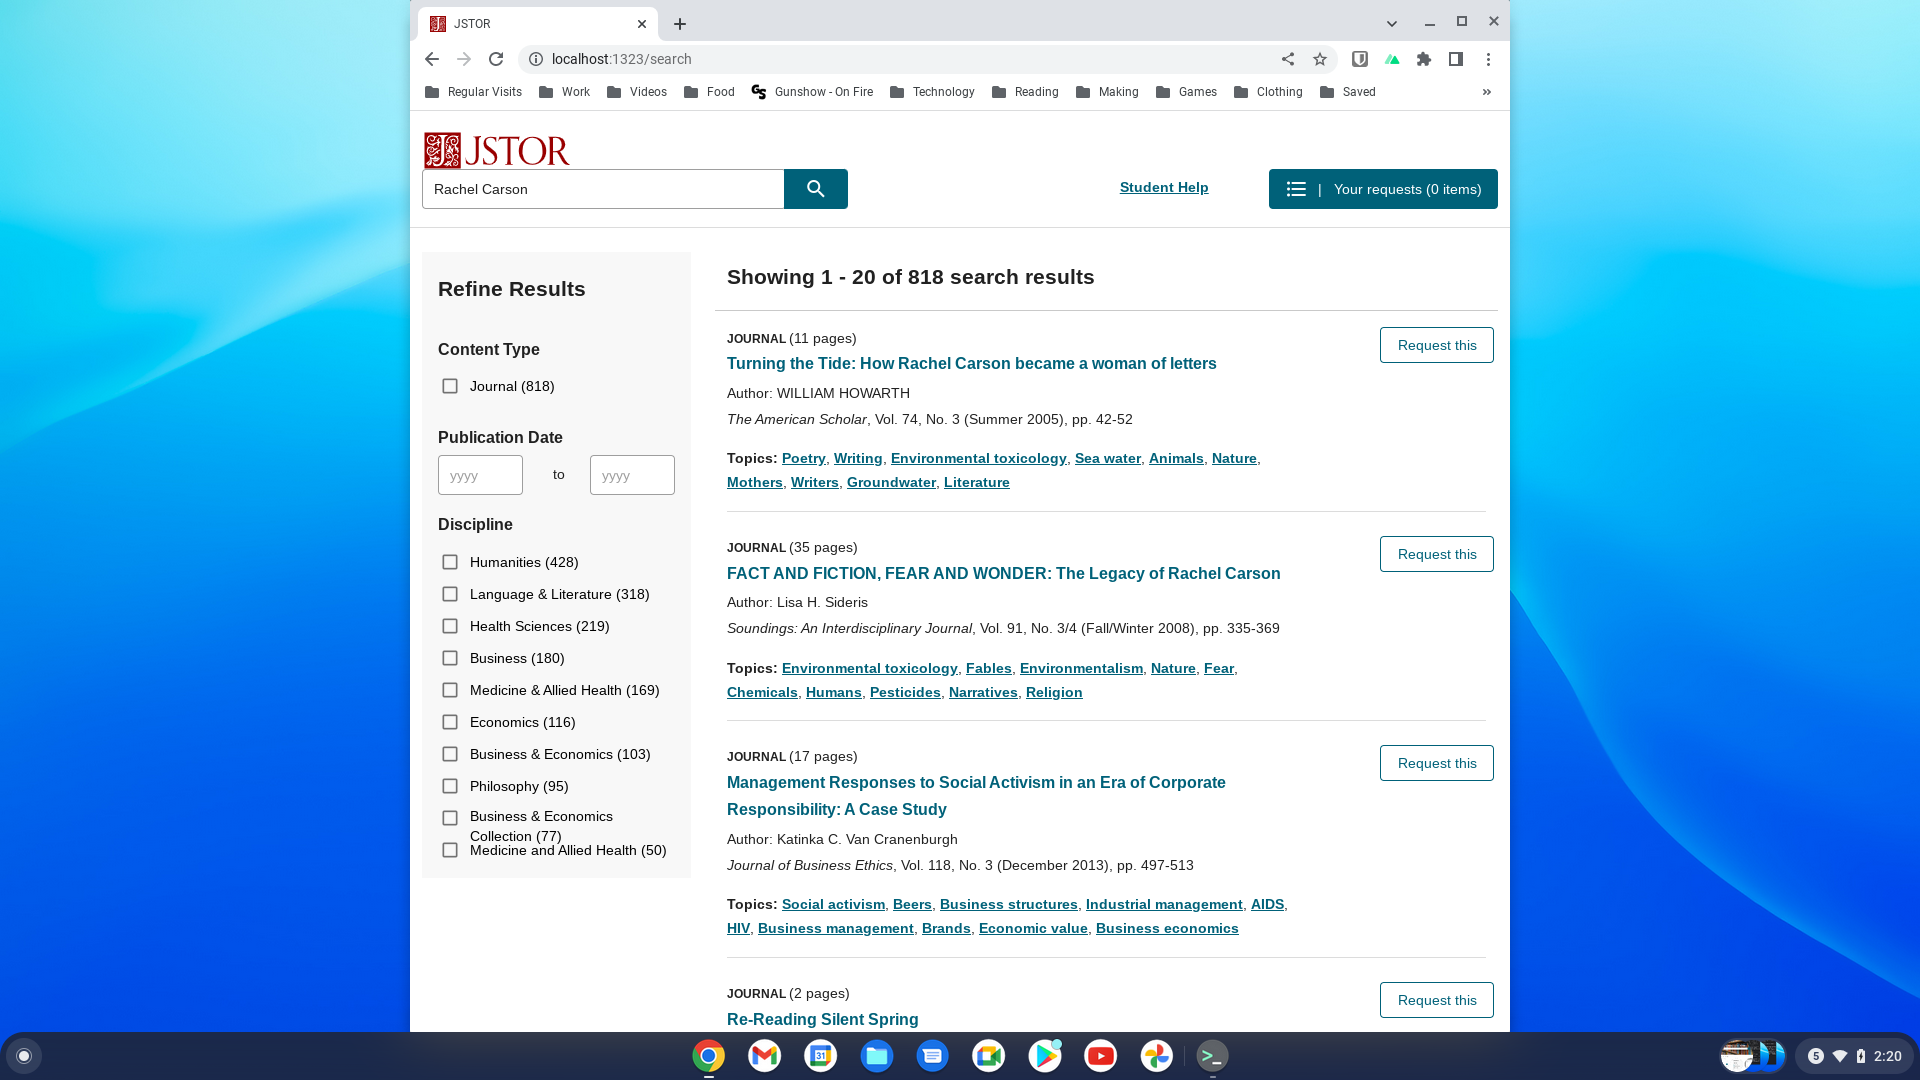 JSTOR
localhost:1323/search
Regular Visits Work Videos Food Gunshow - On Fire Technology Reading Making Games Clothing Saved »
JSTOR
Rachel Carson
Student Help
| Your requests (0 items)
Refine Results
Content Type
Journal (818)
Publication Date
yyyy to yyyy
Discipline
Humanities (428)
Language & Literature (318)
Health Sciences (219)
Business (180)
Medicine & Allied Health (169)
Economics (116)
Business & Economics (103)
Philosophy (95)
Business & Economics
Collection (77)
Medicine and Allied Health (50)
Showing 1 - 20 of 818 search results
JOURNAL (11 pages)
Request this
Turning the Tide: How Rachel Carson became a woman of letters
Author: WILLIAM HOWARTH
The American Scholar, Vol. 74, No. 3 (Summer 2005), pp. 42-52
Topics: Poetry, Writing, Environmental toxicology, Sea water, Animals, Nature,
Mothers, Writers, Groundwater, Literature
JOURNAL (35 pages)
Request this
FACT AND FICTION, FEAR AND WONDER: The Legacy of Rachel Carson
Author: Lisa H. Sideris
Soundings: An Interdisciplinary Journal, Vol. 91, No. 3/4 (Fall/Winter 2008), pp. 335-369
Topics: Environmental toxicology, Fables, Environmentalism, Nature, Fear,
Chemicals, Humans, Pesticides, Narratives, Religion
JOURNAL (17 pages)
Request this
Management Responses to Social Activism in an Era of Corporate
Responsibility: A Case Study
Author: Katinka C. Van Cranenburgh
Journal of Business Ethics, Vol. 118, No. 3 (December 2013), pp. 497-513
Topics: Social activism, Beers, Business structures, Industrial management, AIDS,
HIV, Business management, Brands, Economic value, Business economics
JOURNAL (2 pages)
Request this
Re-Reading Silent Spring
31
5 2:20